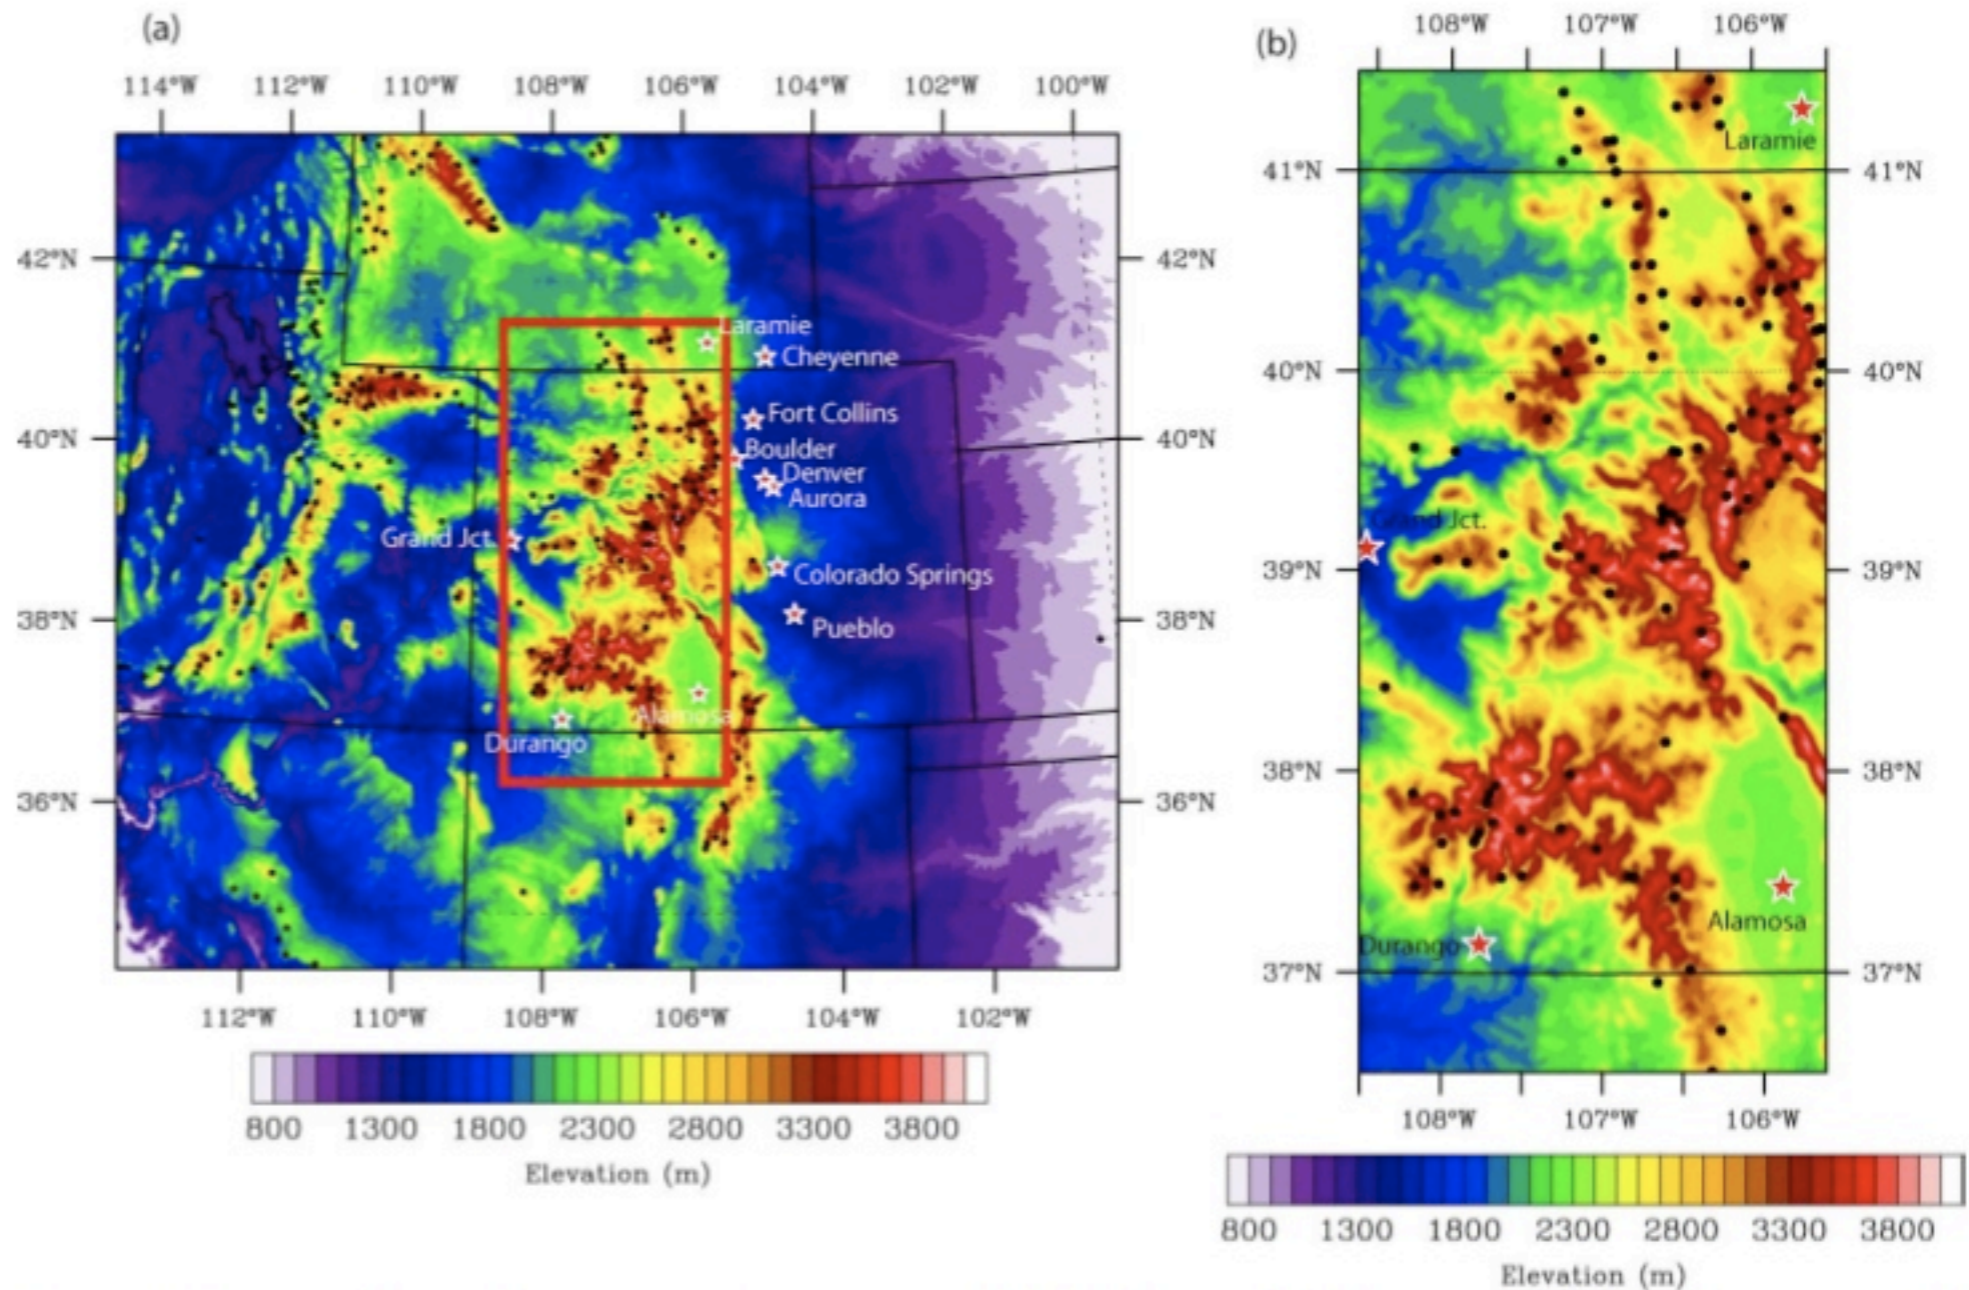 (a)
114°W 112°W 110°W 108°W 106°W 104°W 102°W 100°W
42°N 42°N
Laramie
Cheyenne
Fort Collins
40°N 40°N
Boulder
Denver
Aurora
Grand Jct.
Colorado Springs
38°N 38°N
Pueblo
Alamosa
Durango
36°N 36°N
112°W 110°W 108°W 106°W 104°W 102°W
800 1300 1800 2300 2800 3300 3800
Elevation (m)
(b)
108°W 107°W 106°W
Laramie
41°N 41°N
40°N 40°N
Grand Jct.
39°N 39°N
38°N 38°N
Alamosa
Durango
37°N 37°N
108°W 107°W 106°W
800 1300 1800 2300 2800 3300 3800
Elevation (m)